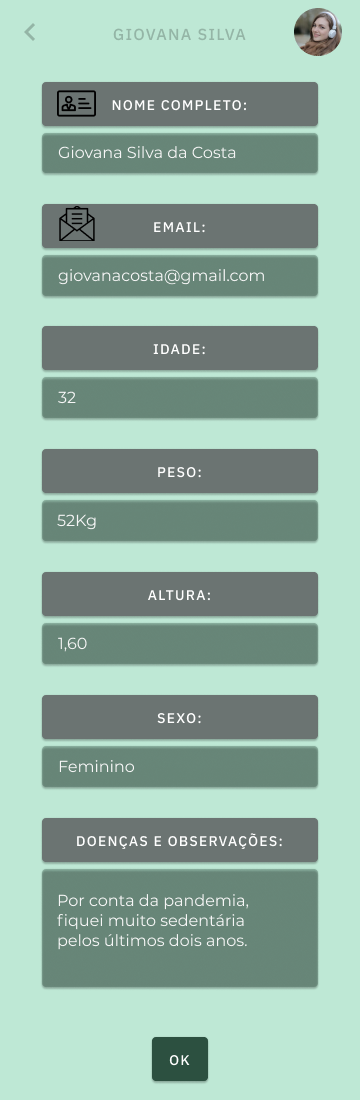 GIOVANA SILVA
NOME COMPLETO:
Giovana Silva da Costa
EMAIL:
giovanacosta@gmail.com
IDADE:
32
PESO:
52Kg
ALTURA:
1,60
SEXO:
Feminino
DOENÇAS E OBSERVAÇÕES:
Por conta da pandemia,
fiquei muito sedentária
pelos últimos dois anos.
OK